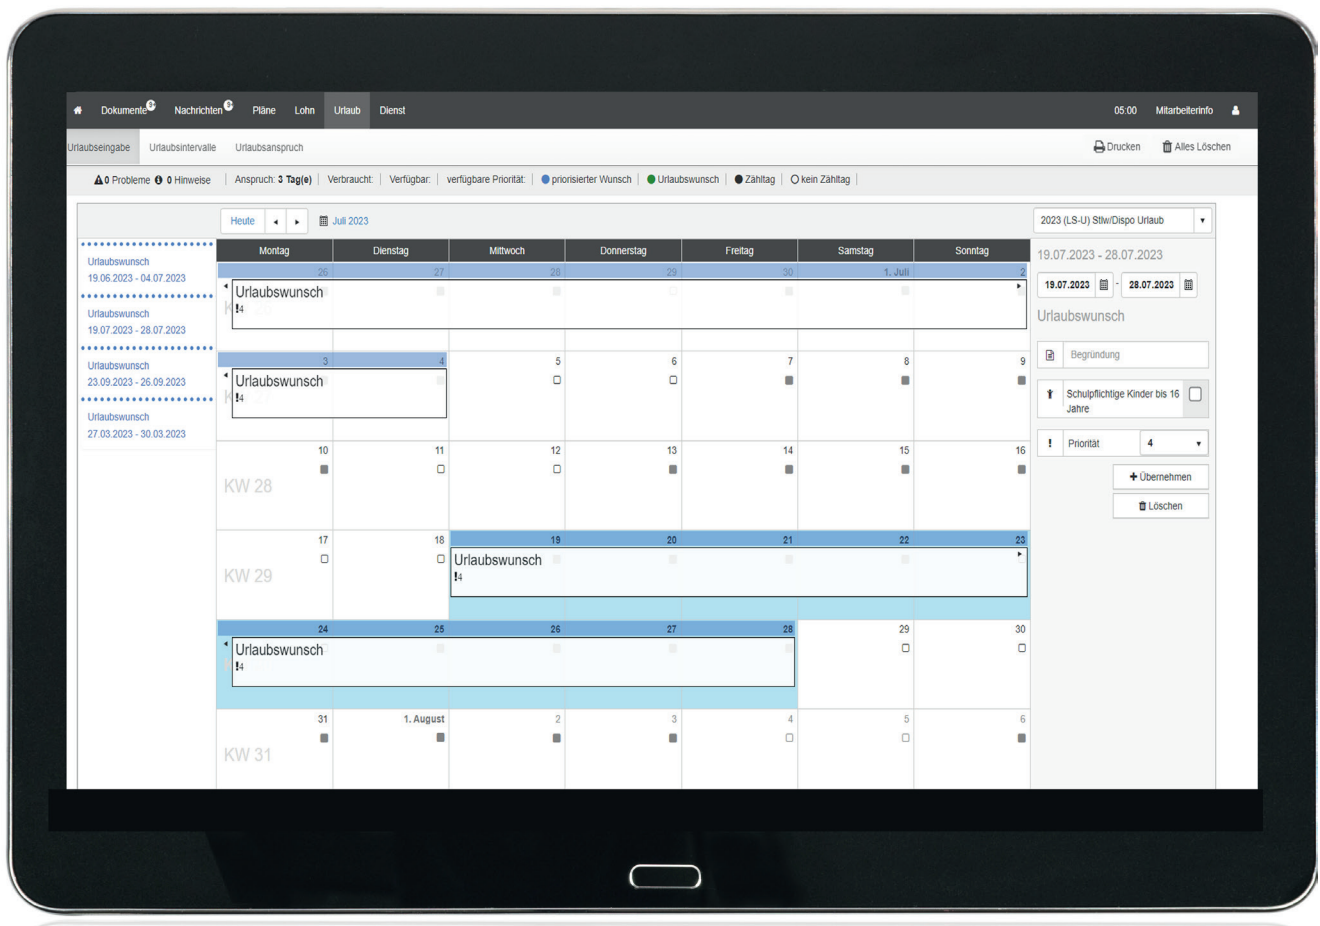 Dokumente 9+ Nachrichten 9+ Pläne Lohn Urlaub Dienst 05:00 Mitarbeiterinfo
Urlaubseingabe Urlaubsintervalle Urlaubsanspruch Drucken Alles Löschen
0 Probleme 0 Hinweise | Anspruch: 3 Tag(e) | Verbraucht: | Verfügbar: | verfügbare Priorität: | priorisierter Wunsch | Urlaubswunsch | Zähltag | kein Zähltag |
Heute Juli 2023 2023 (LS-U) Stlw/Dispo Urlaub
Urlaubswunsch
19.06.2023 - 04.07.2023
Urlaubswunsch
19.07.2023 - 28.07.2023
Urlaubswunsch
23.09.2023 - 26.09.2023
Urlaubswunsch
27.03.2023 - 30.03.2023
Montag Dienstag Mittwoch Donnerstag Freitag Samstag Sonntag
26 27 28 29 30 1. Juli 2
Urlaubswunsch
!4
3 4 5 6 7 8 9
Urlaubswunsch
!4
10 11 12 13 14 15 16
KW 28
17 18 19 20 21 22 23
Urlaubswunsch
!4
KW 29
24 25 26 27 28 29 30
Urlaubswunsch
!4
31 1. August 2 3 4 5 6
KW 31
19.07.2023 - 28.07.2023
19.07.2023 - 28.07.2023
Urlaubswunsch
Begründung
Schulpflichtige Kinder bis 16
Jahre
! Priorität 4
Übernehmen
Löschen